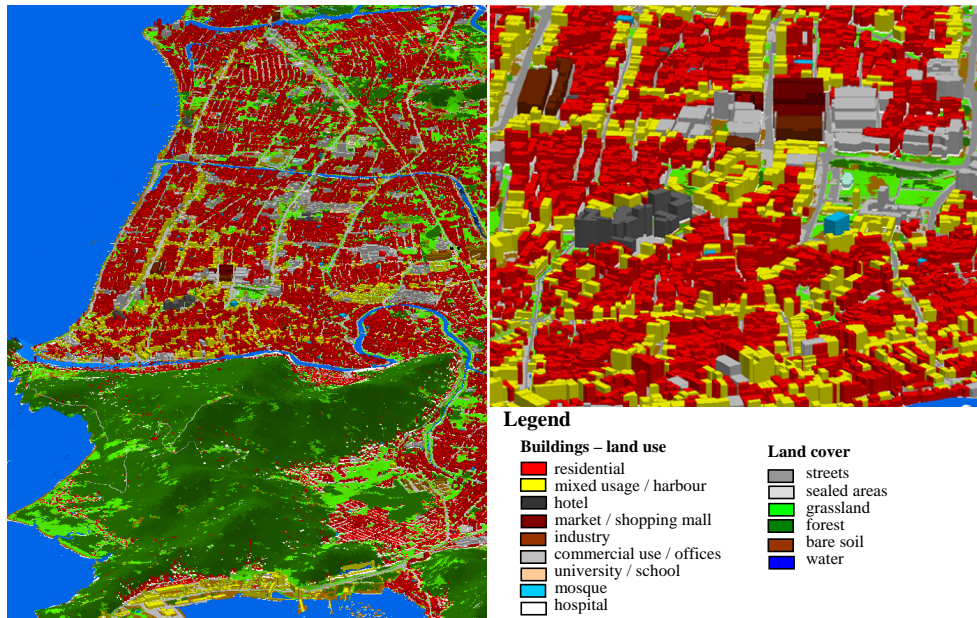 Legend
Buildings – land use
residential
mixed usage / harbour
hotel
market / shopping mall
industry
commercial use / offices
university / school
mosque
hospital
Land cover
streets
sealed areas
grassland
forest
bare soil
water